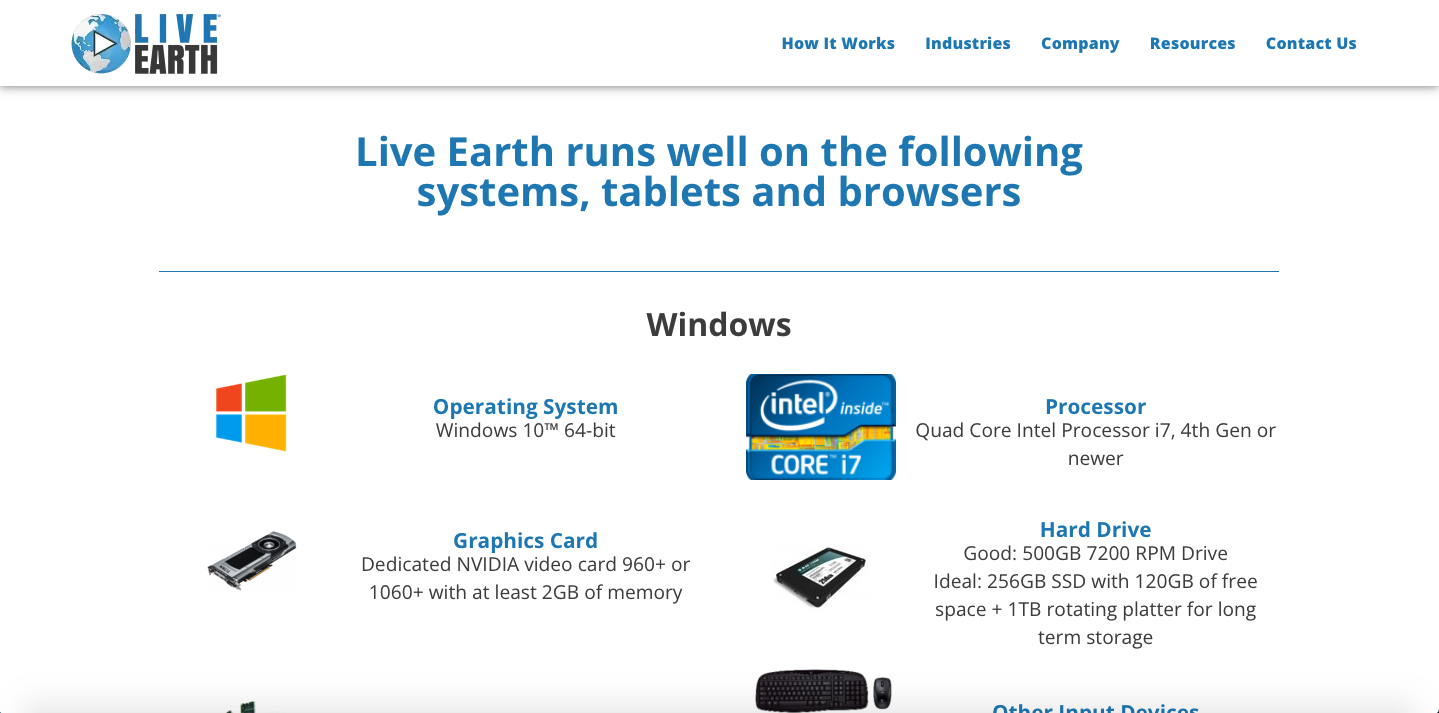 LIVE
EARTH
How It Works
Industries
Company
Resources
Contact Us
Live Earth runs well on the following
systems, tablets and browsers
Windows
Operating System
Windows 10™ 64-bit
intel inside™
CORE™ i7
Processor
Quad Core Intel Processor i7, 4th Gen or
newer
Graphics Card
Dedicated NVIDIA video card 960+ or
1060+ with at least 2GB of memory
Hard Drive
Good: 500GB 7200 RPM Drive
Ideal: 256GB SSD with 120GB of free
space + 1TB rotating platter for long
term storage
Other Input Devices